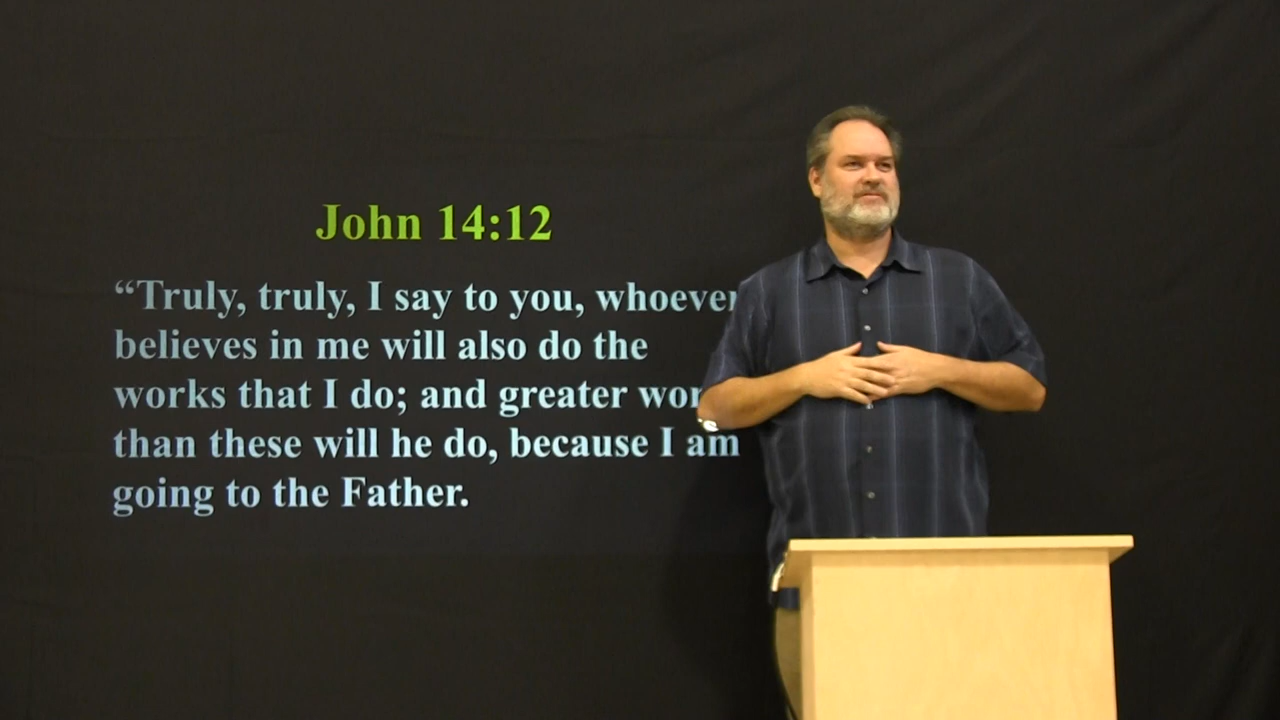 John 14:12
“Truly, truly, I say to you, whoever
believes in me will also do the
works that I do; and greater
than these will he do, because I am
going to the Father.